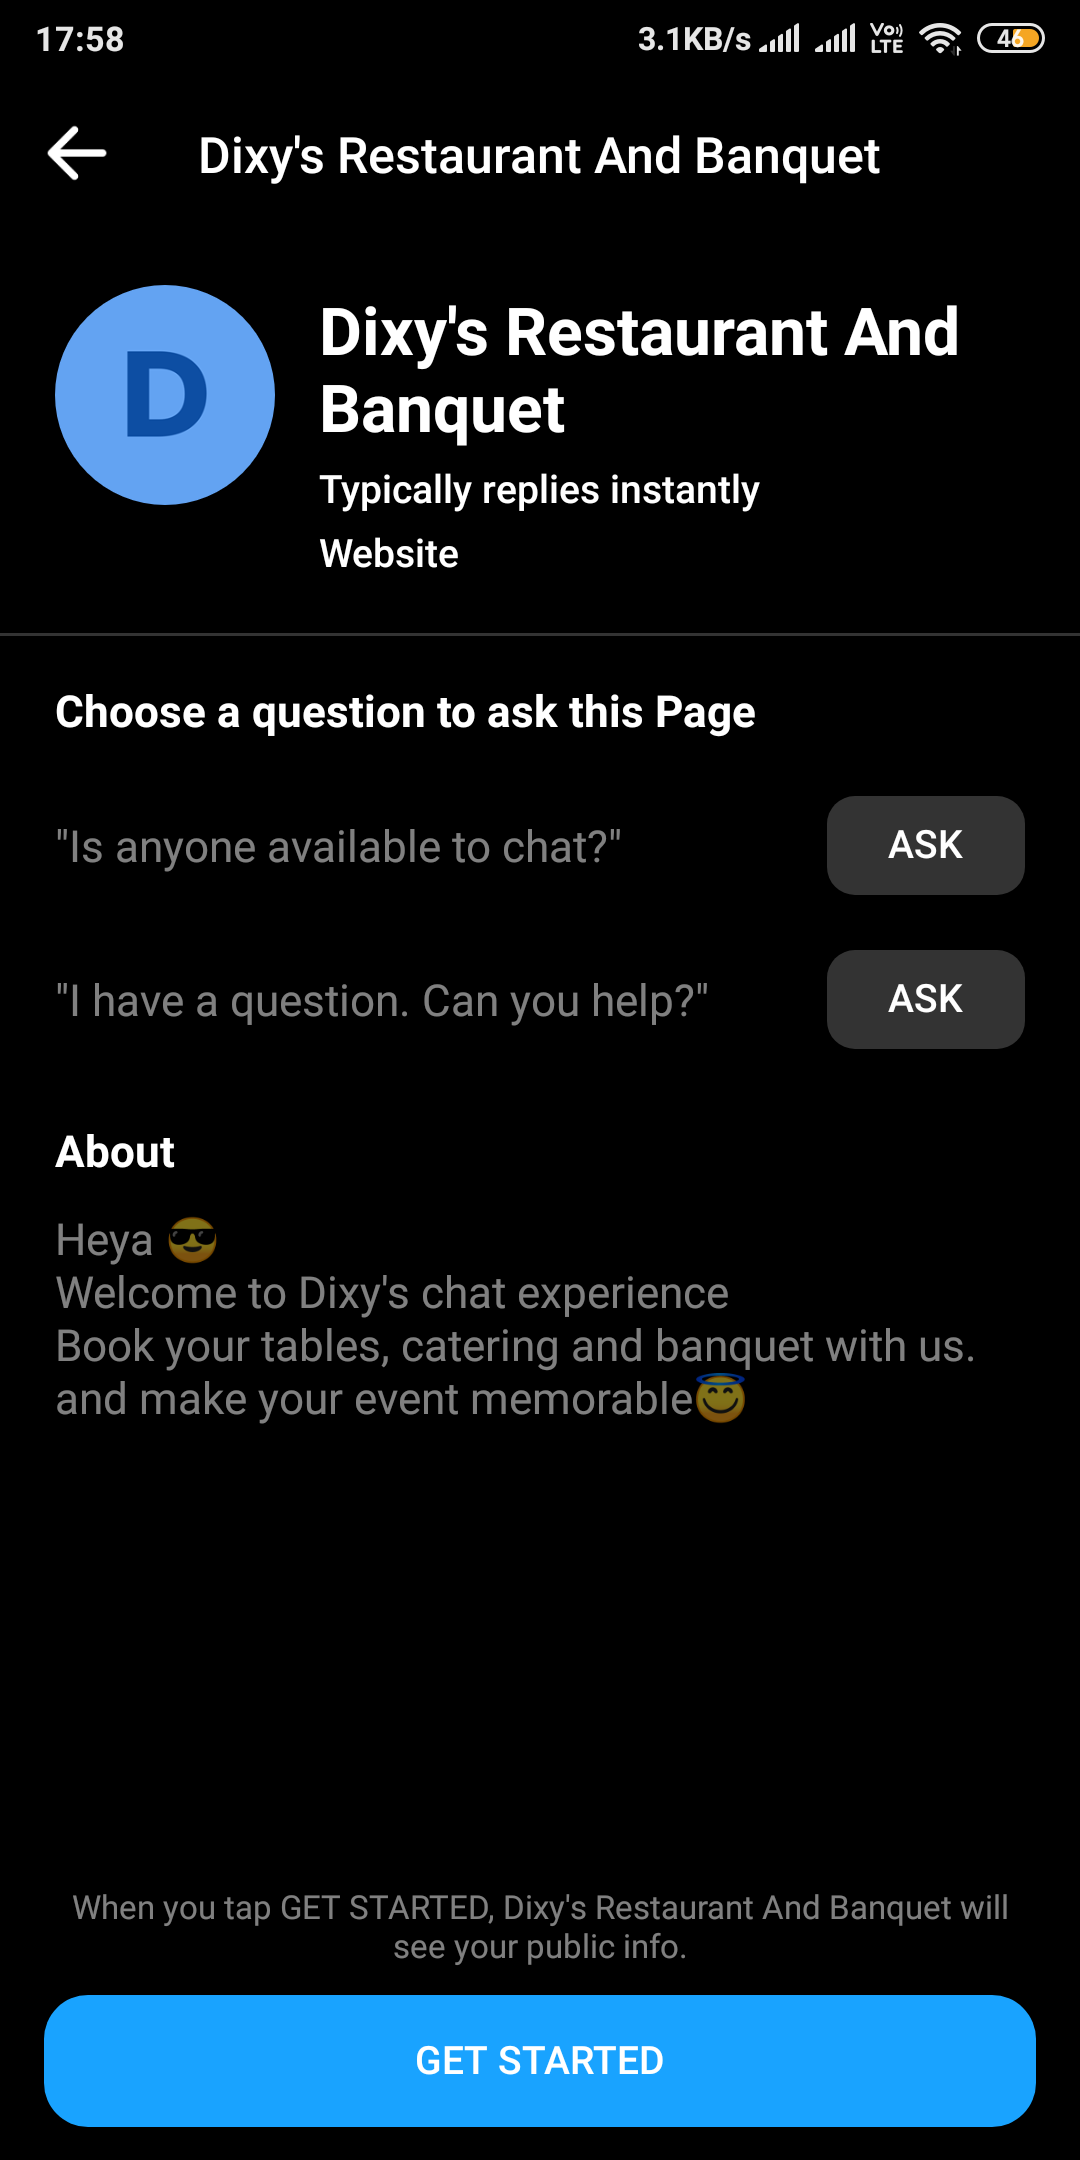 17:58
3.1KB/s
Vo
LTE
46
Dixy's Restaurant And Banquet
D
Dixy's Restaurant And
Banquet
Typically replies instantly
Website
Choose a question to ask this Page
"Is anyone available to chat?"
ASK
"I have a question. Can you help?"
ASK
About
Heya 😎
Welcome to Dixy's chat experience
Book your tables, catering and banquet with us.
and make your event memorable😇
When you tap GET STARTED, Dixy's Restaurant And Banquet will
see your public info.
GET STARTED